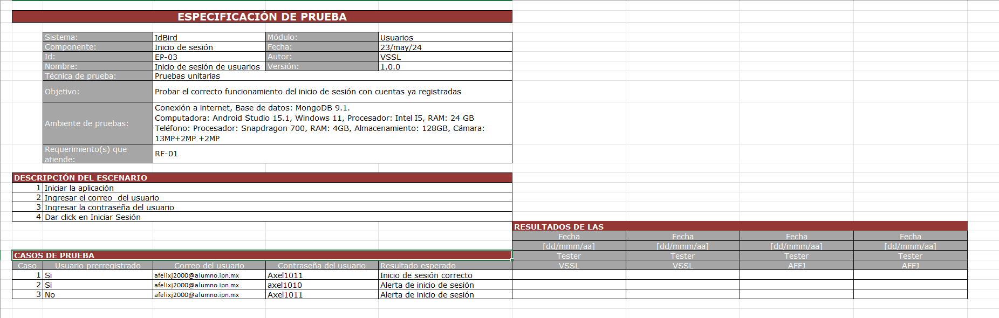 ESPECIFICACIÓN DE PRUEBA
Sistema: IdBird Módulo: Usuarios
Componente: Inicio de sesión Fecha: 23/may/24
Id: EP-03 Autor: VSSL
Nombre: Inicio de sesión de usuarios Versión: 1.0.0
Técnica de prueba: Pruebas unitarias
Objetivo: Probar el correcto funcionamiento del inicio de sesión con cuentas ya registradas
Ambiente de pruebas: Conexión a internet, Base de datos: MongoDB 9.1.
Computadora: Android Studio 15.1, Windows 11, Procesador: Intel I5, RAM: 24 GB
Teléfono: Procesador: Snapdragon 700, RAM: 4GB, Almacenamiento: 128GB, Cámara:
13MP+2MP +2MP
Requerimiento(s) que
atiende: RF-01
DESCRIPCIÓN DEL ESCENARIO
1 Iniciar la aplicación
2 Ingresar el correo  del usuario
3 Ingresar la contraseña del usuario
4 Dar click en Iniciar Sesión
RESULTADOS DE LAS
Fecha Fecha Fecha Fecha
[dd/mmm/aa] [dd/mmm/aa] [dd/mmm/aa] [dd/mmm/aa]
CASOS DE PRUEBA Tester Tester Tester Tester
Caso Usuario prerregistrado Correo del usuario Contraseña del usuario Resultado esperado VSSL VSSL AFFJ AFFJ
1 Si afelixj2000@alumno.ipn.mx Axel1011 Inicio de sesión correcto
2 Si afelixj2000@alumno.ipn.mx axel1010 Alerta de inicio de sesión
3 No afelixj2000@alumno.ipn.mx Axel1011 Alerta de inicio de sesión